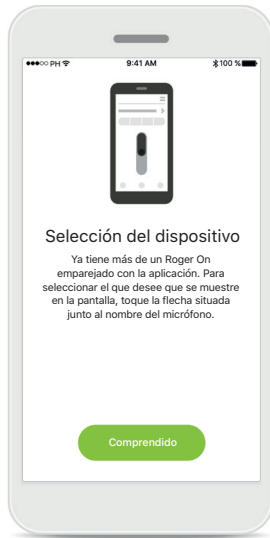 ●●●○○ PH 9:41 AM 100 %
Selección del dispositivo
Ya tiene más de un Roger On
emparejado con la aplicación. Para
seleccionar el que desee que se muestre
en la pantalla, toque la flecha situada
junto al nombre del micrófono.
Comprendido